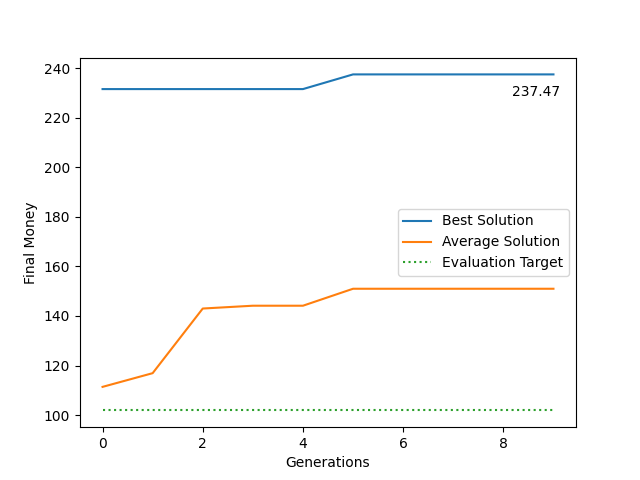 240
220
200
180
160
140
120
100
Final Money
237.47
Best Solution
Average Solution
Evaluation Target
0 2 4 6 8
Generations